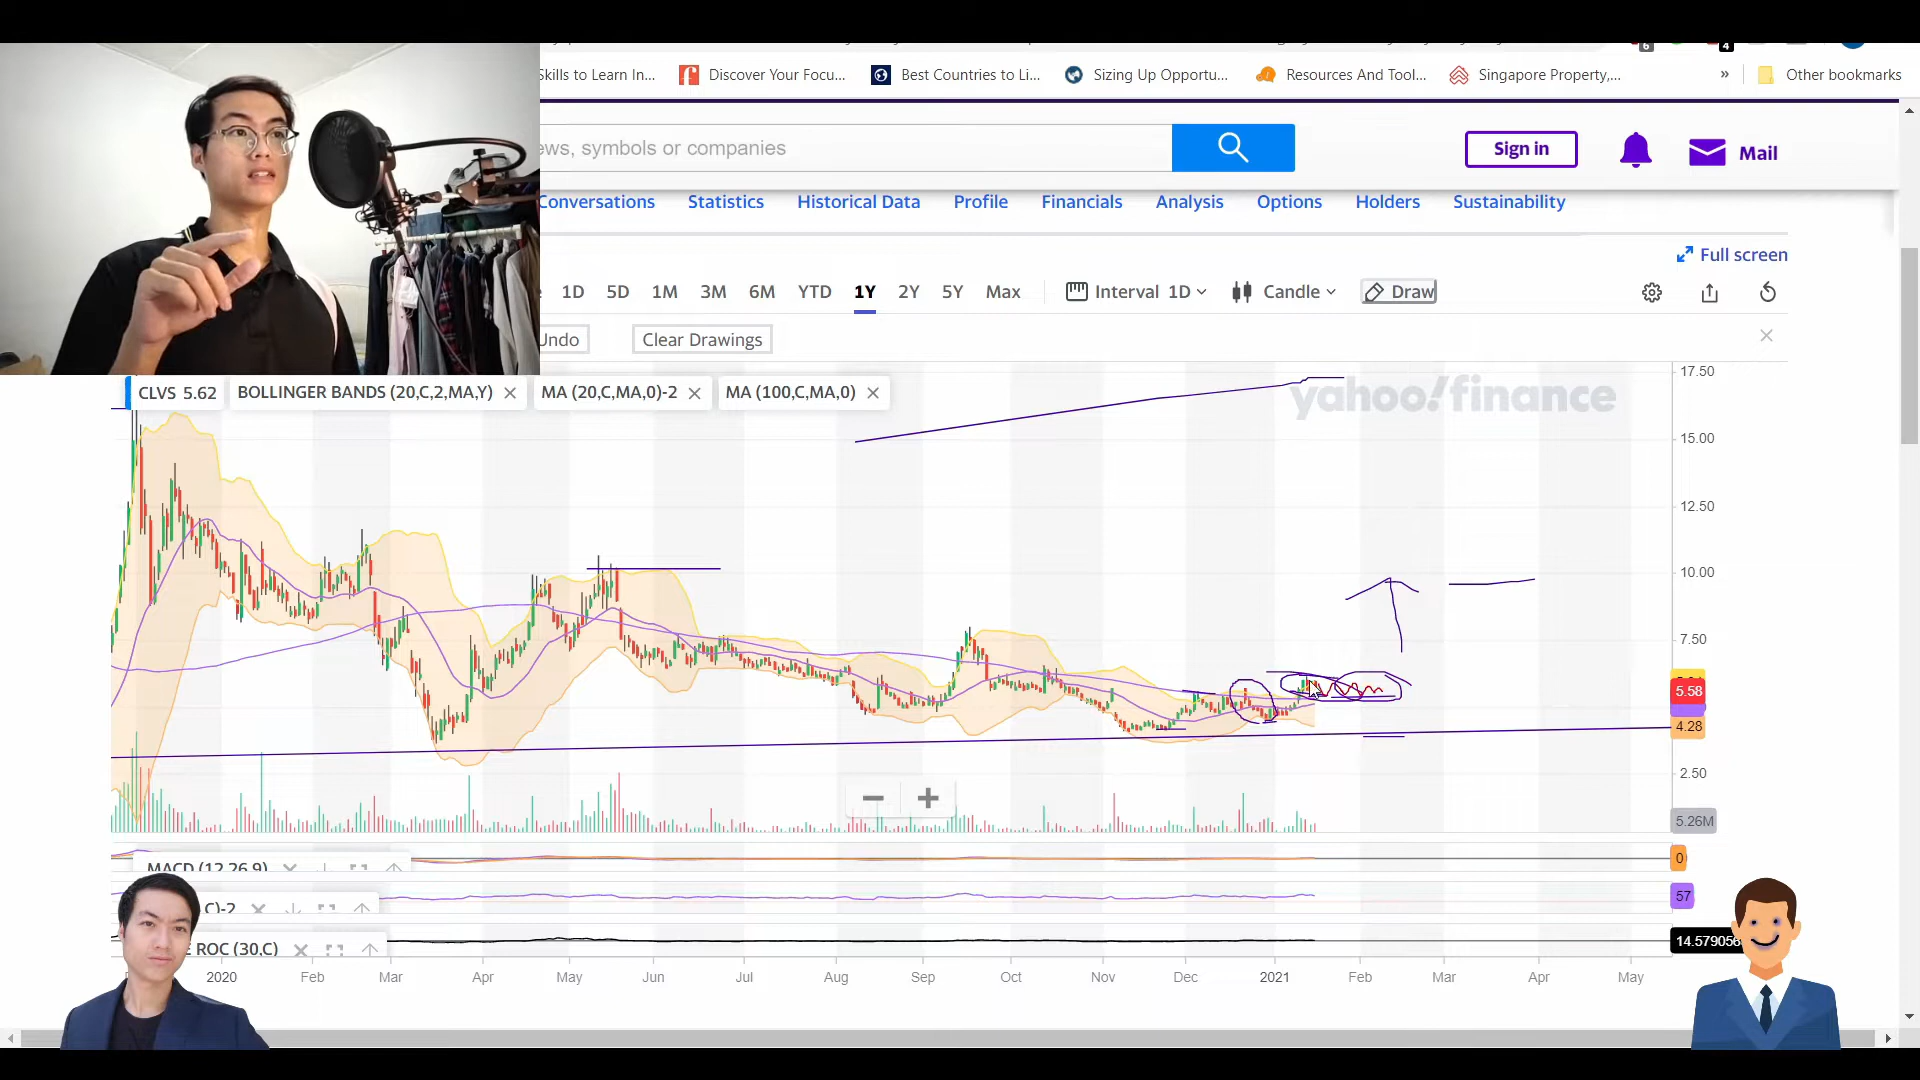 6 4
Skills to Learn In... Discover Your Focu... Best Countries to Li... Sizing Up Opportu... Resources And Tool... Singapore Property,... » Other bookmarks
ews, symbols or companies Sign in Mail
Conversations Statistics Historical Data Profile Financials Analysis Options Holders Sustainability
Full screen
1D 5D 1M 3M 6M YTD 1Y 2Y 5Y Max Interval 1D Candle Draw
Undo Clear Drawings
17.50
CLVS 5.62 BOLLINGER BANDS (20,C,2,MA,Y) MA (20,C,MA,0)-2 MA (100,C,MA,0)
yahoo!finance
15.00
12.50
10.00
7.50
5.58
4.28
2.50
5.26M
MACD (12,26,9) 0
C)-2 57
ROC (30,C) 14.579056
2020 Feb Mar Apr May Jun Jul Aug Sep Oct Nov Dec 2021 Feb Mar Apr May